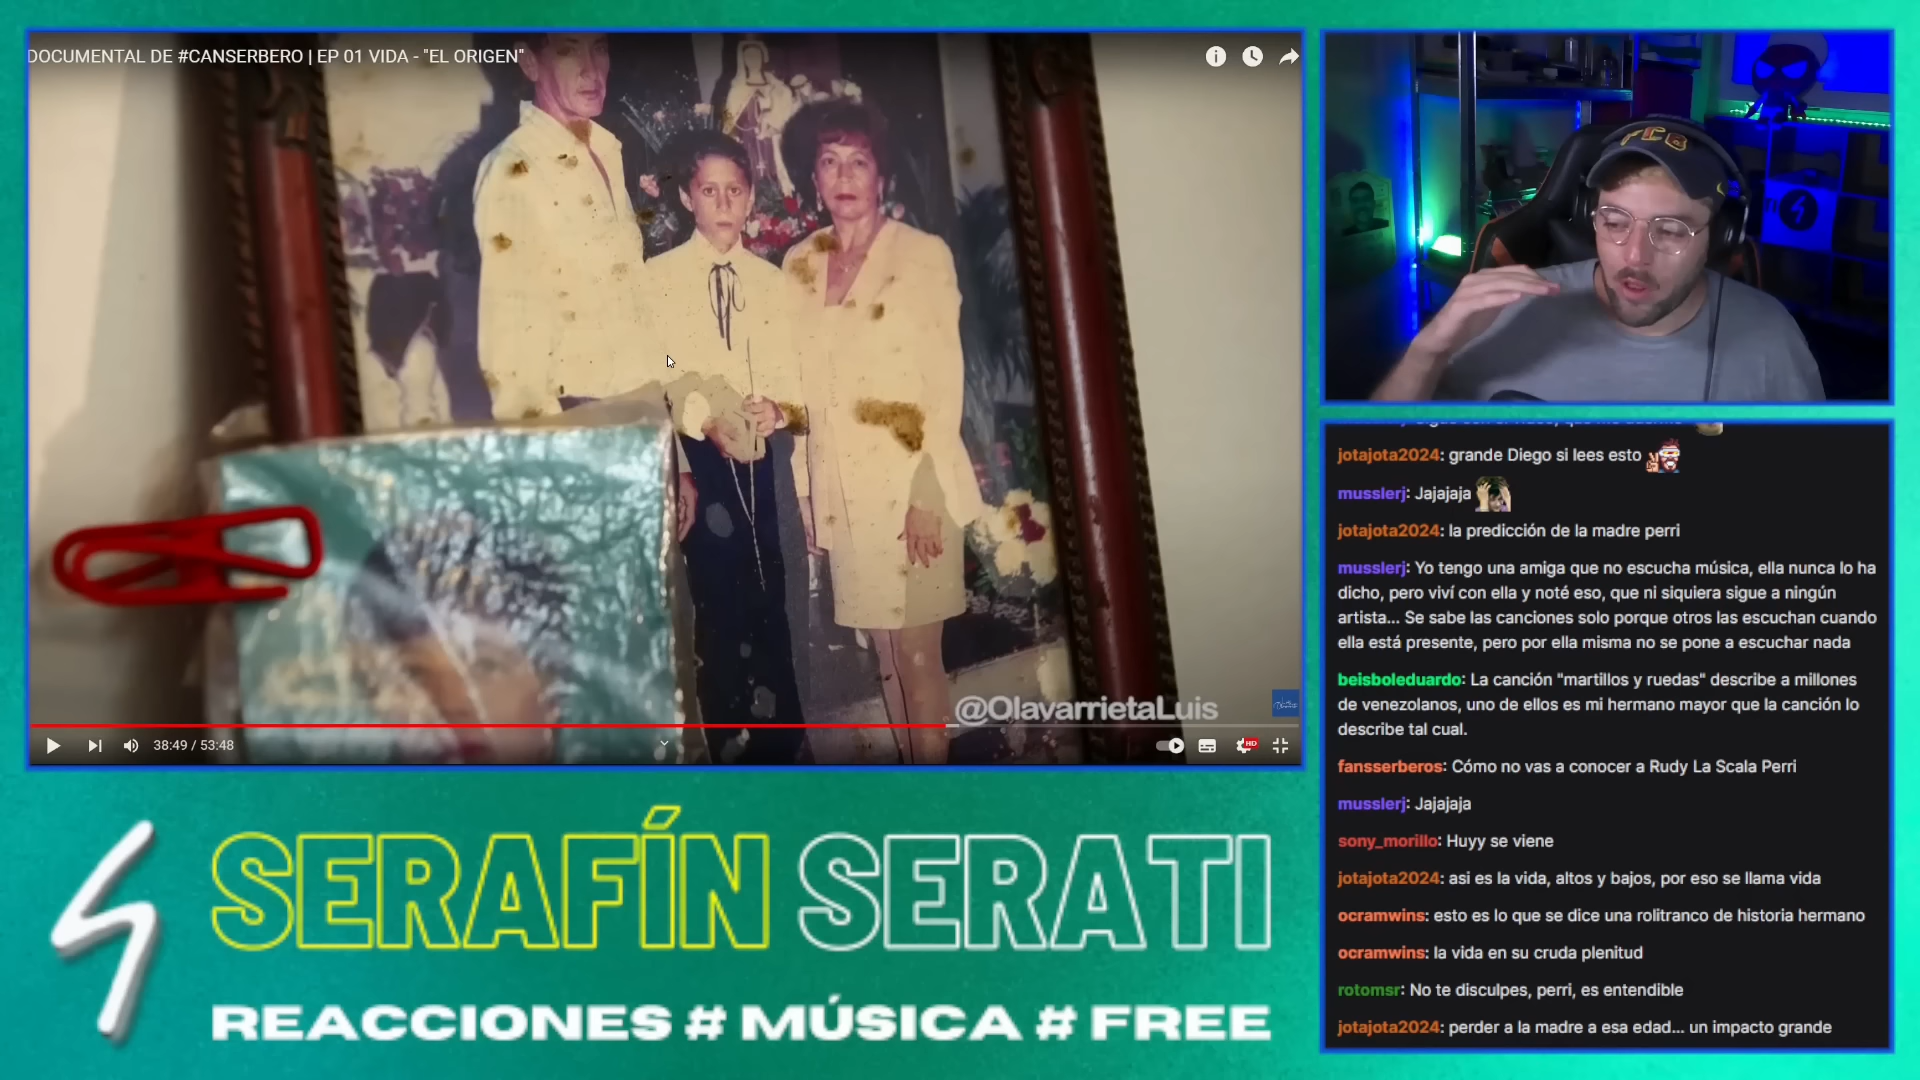 DOCUMENTAL DE #CANSERBERO | EP 01 VIDA - "EL ORIGEN"
@OlavarrietaLuis
38:49 / 53:48
HD
jotajota2024: grande Diego si lees esto
musslerj: Jajajaja
jotajota2024: la predicción de la madre perri
musslerj: Yo tengo una amiga que no escucha música, ella nunca lo ha
dicho, pero viví con ella y noté eso, que ni siquiera sigue a ningún
artista... Se sabe las canciones solo porque otros las escuchan cuando
ella está presente, pero por ella misma no se pone a escuchar nada
beisboleduardo: La canción "martillos y ruedas" describe a millones
de venezolanos, uno de ellos es mi hermano mayor que la canción lo
describe tal cual.
fansserberos: Cómo no vas a conocer a Rudy La Scala Perri
musslerj: Jajajaja
sony_morillo: Huyy se viene
jotajota2024: asi es la vida, altos y bajos, por eso se llama vida
ocramwins: esto es lo que se dice una rolitranco de historia hermano
ocramwins: la vida en su cruda plenitud
rotomsr: No te disculpes, perri, es entendible
jotajota2024: perder a la madre a esa edad... un impacto grande
SERAFÍN SERATI
REACCIONES # MÚSICA # FREE